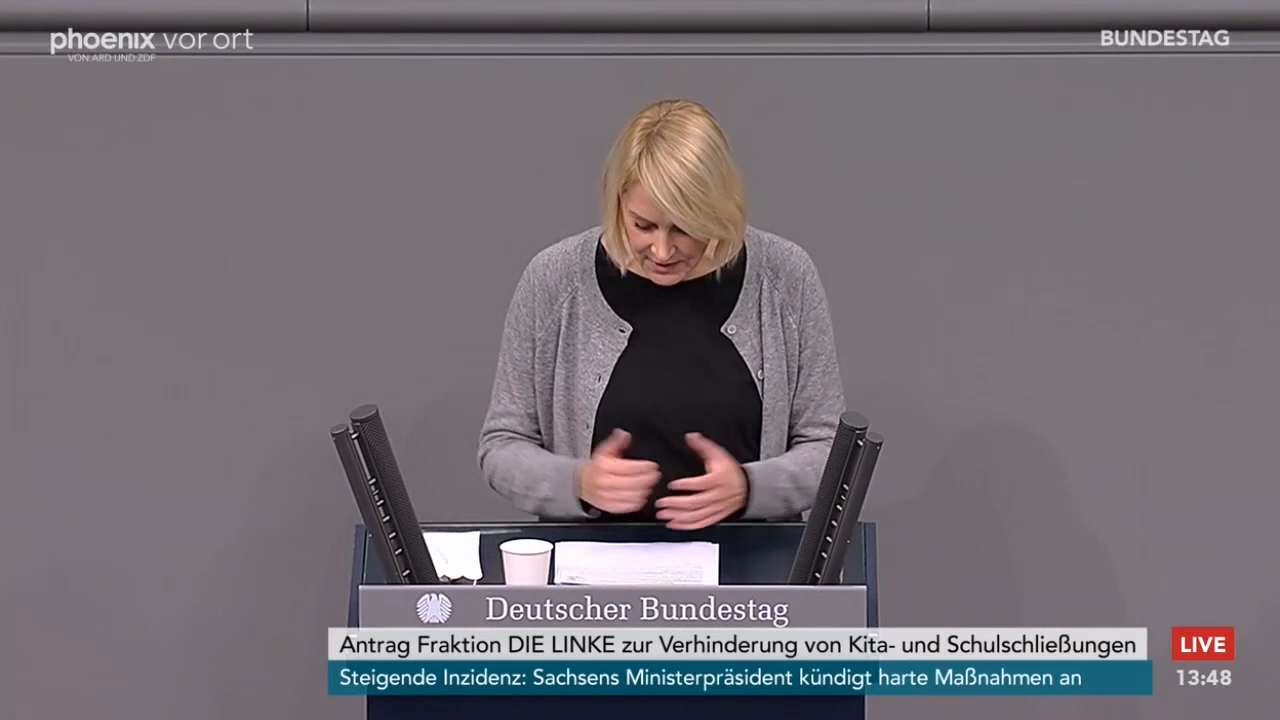 phoenix vor ort
VON ARD UND ZDF
BUNDESTAG
Deutscher Bundestag
Antrag Fraktion DIE LINKE zur Verhinderung von Kita- und Schulschließungen
LIVE
Steigende Inzidenz: Sachsens Ministerpräsident kündigt harte Maßnahmen an
13:48